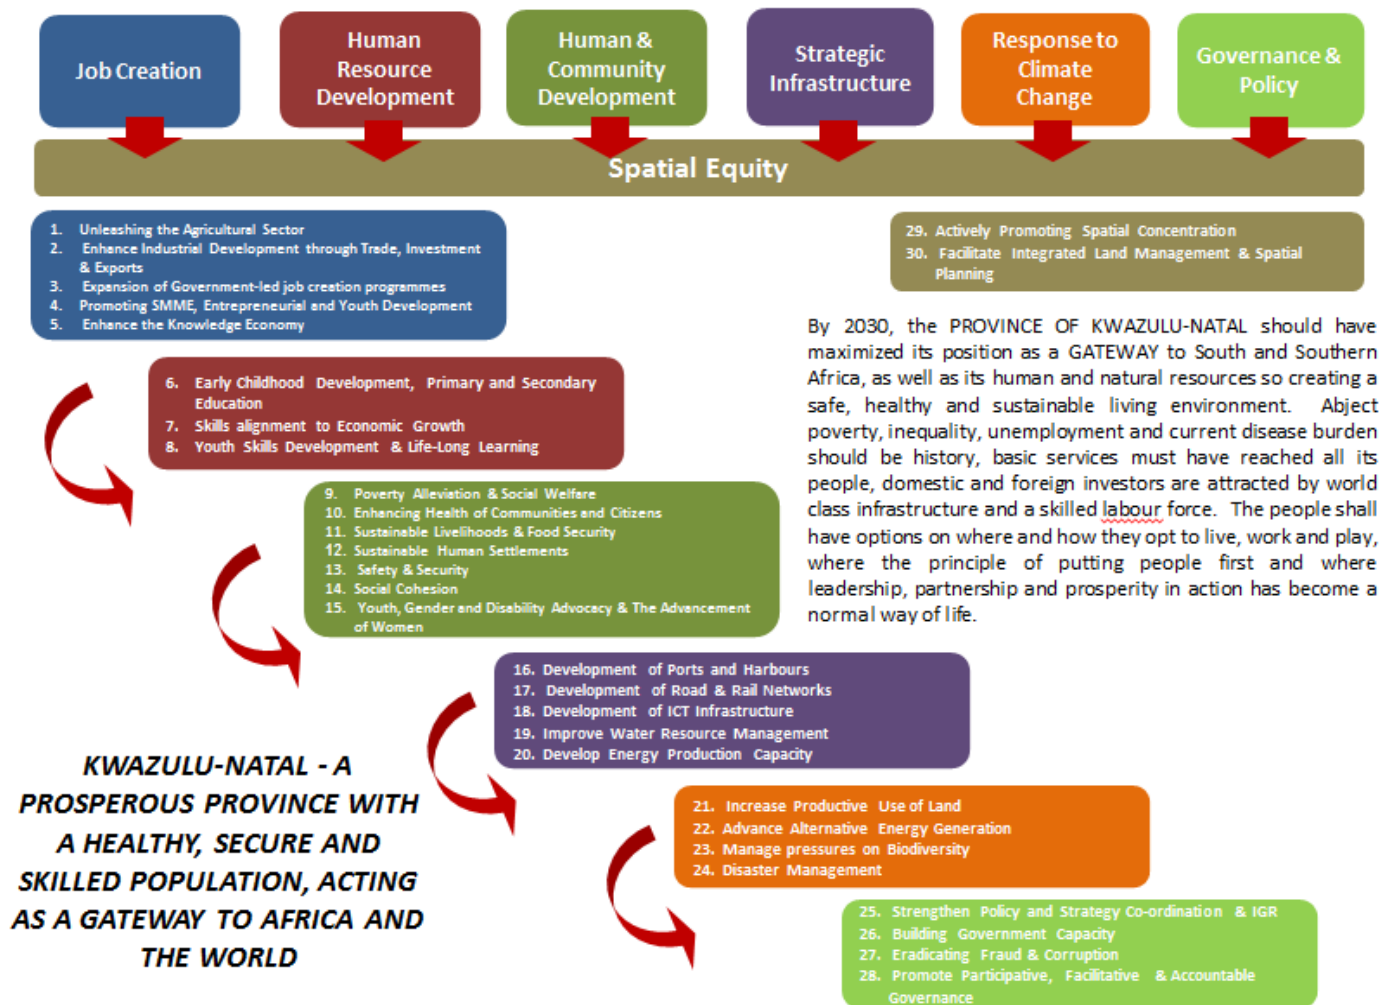 Job Creation
Human
Resource
Development
Human &
Community
Development
Strategic
Infrastructure
Response to
Climate
Change
Governance &
Policy
Spatial Equity
1. Unleashing the Agricultural Sector
2. Enhance Industrial Development through Trade, Investment
& Exports
3. Expansion of Government-led job creation programmes
4. Promoting SMME, Entrepreneurial and Youth Development
5. Enhance the Knowledge Economy
29. Actively Promoting Spatial Concentration
30. Facilitate Integrated Land Management & Spatial
Planning
6. Early Childhood Development, Primary and Secondary
Education
7. Skills alignment to Economic Growth
8. Youth Skills Development & Life-Long Learning
By 2030, the PROVINCE OF KWAZULU-NATAL should have
maximized its position as a GATEWAY to South and Southern
Africa, as well as its human and natural resources so creating a
safe, healthy and sustainable living environment. Abject
poverty, inequality, unemployment and current disease burden
should be history, basic services must have reached all its
people, domestic and foreign investors are attracted by world
class infrastructure and a skilled labour force. The people shall
have options on where and how they opt to live, work and play,
where the principle of putting people first and where
leadership, partnership and prosperity in action has become a
normal way of life.
9. Poverty Alleviation & Social Welfare
10. Enhancing Health of Communities and Citizens
11. Sustainable Livelihoods & Food Security
12. Sustainable Human Settlements
13. Safety & Security
14. Social Cohesion
15. Youth, Gender and Disability Advocacy & The Advancement
of Women
16. Development of Ports and Harbours
17. Development of Road & Rail Networks
18. Development of ICT Infrastructure
19. Improve Water Resource Management
20. Develop Energy Production Capacity
KWAZULU-NATAL - A
PROSPEROUS PROVINCE WITH
A HEALTHY, SECURE AND
SKILLED POPULATION, ACTING
AS A GATEWAY TO AFRICA AND
THE WORLD
21. Increase Productive Use of Land
22. Advance Alternative Energy Generation
23. Manage pressures on Biodiversity
24. Disaster Management
25. Strengthen Policy and Strategy Co-ordination & IGR
26. Building Government Capacity
27. Eradicating Fraud & Corruption
28. Promote Participative, Facilitative & Accountable
Governance